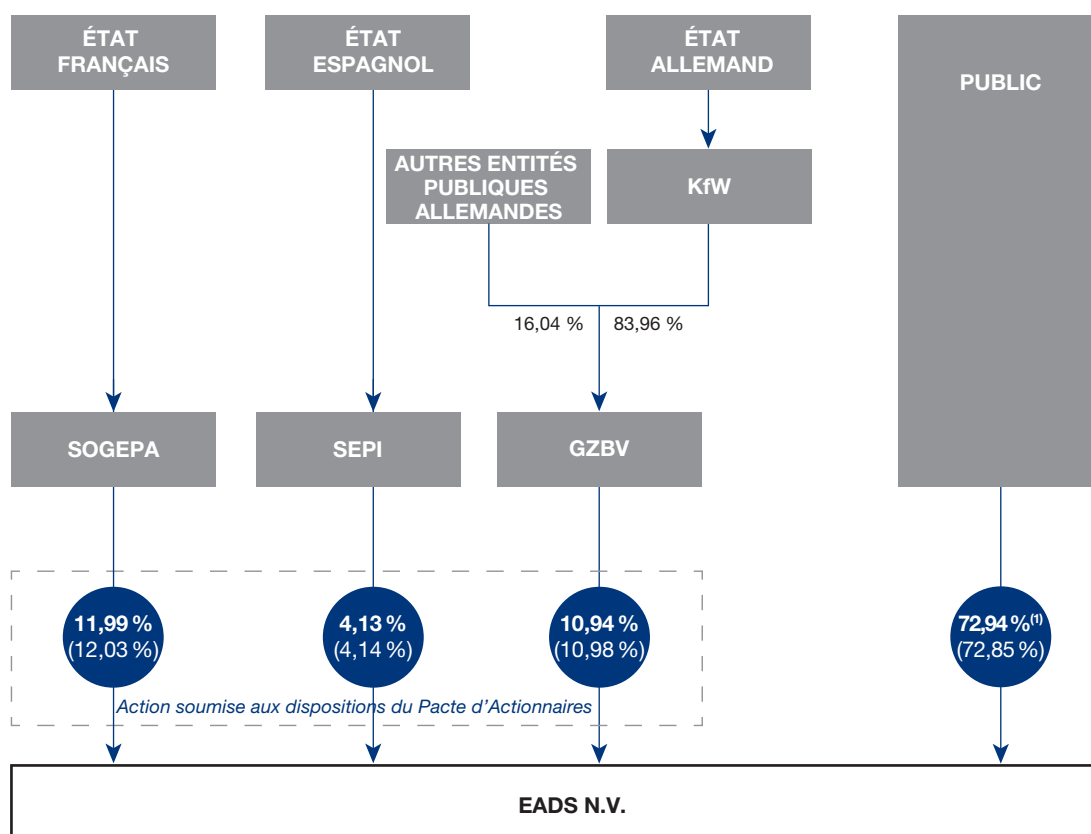 ÉTAT
FRANÇAIS
ÉTAT
ESPAGNOL
ÉTAT
ALLEMAND
PUBLIC
AUTRES ENTITÉS
PUBLIQUES
ALLEMANDES
KfW
16,04 %
83,96 %
SOGEPA
SEPI
GZBV
11,99 %
(12,03 %)
4,13 %
(4,14 %)
10,94 %
(10,98 %)
72,94 %(1)
(72,85 %)
Action soumise aux dispositions du Pacte d'Actionnaires
EADS N.V.